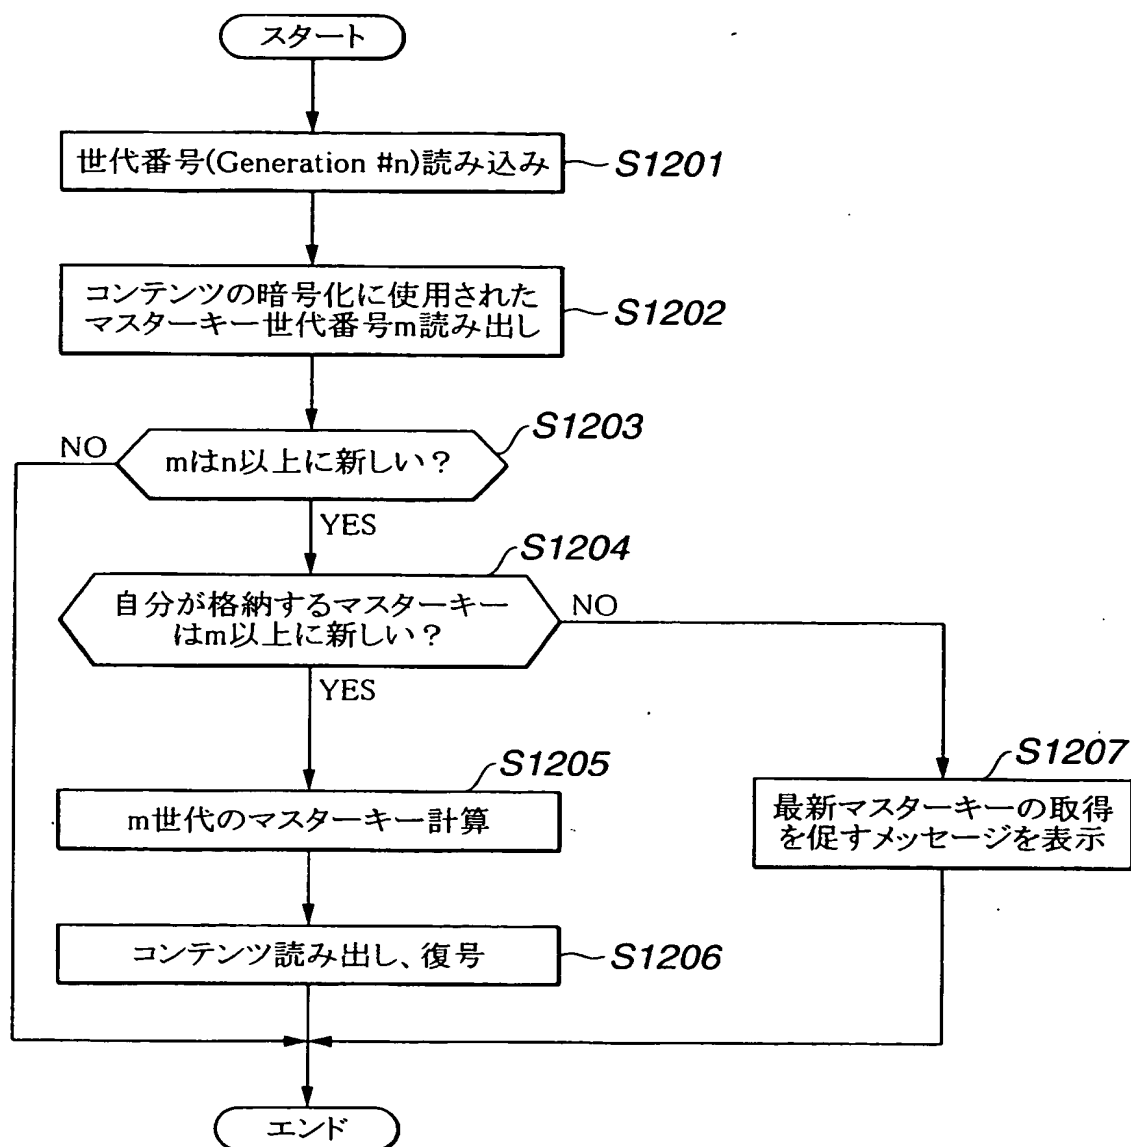 スタート
世代番号(Generation #n)読み込み
S1201
コンテンツの暗号化に使用された
マスターキー世代番号m読み出し
S1202
S1203
NO
mはn以上に新しい?
YES
S1204
自分が格納するマスターキー
はm以上に新しい?
NO
YES
S1205
m世代のマスターキー計算
S1207
最新マスターキーの取得
を促すメッセージを表示
コンテンツ読み出し、復号
S1206
エンド